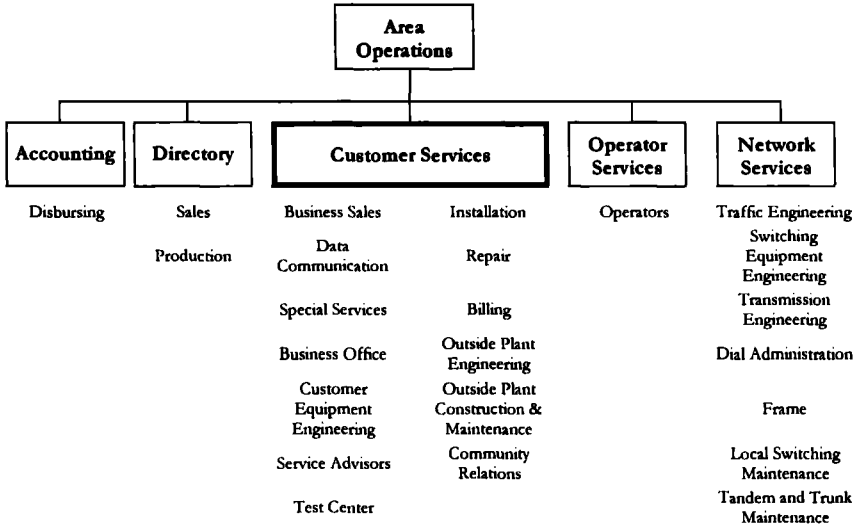 Area
Operations
Accounting
Directory
Customer Services
Operator
Services
Network
Services
Disbursing
Sales
Production
Business Sales
Data
Communication
Special Services
Business Office
Customer
Equipment
Engineering
Service Advisors
Test Center
Installation
Repair
Billing
Outside Plant
Engineering
Outside Plant
Construction &
Maintenance
Community
Relations
Operators
Traffic Engineering
Switching
Equipment
Engineering
Transmission
Engineering
Dial Administration
Frame
Local Switching
Maintenance
Tandem and Trunk
Maintenance